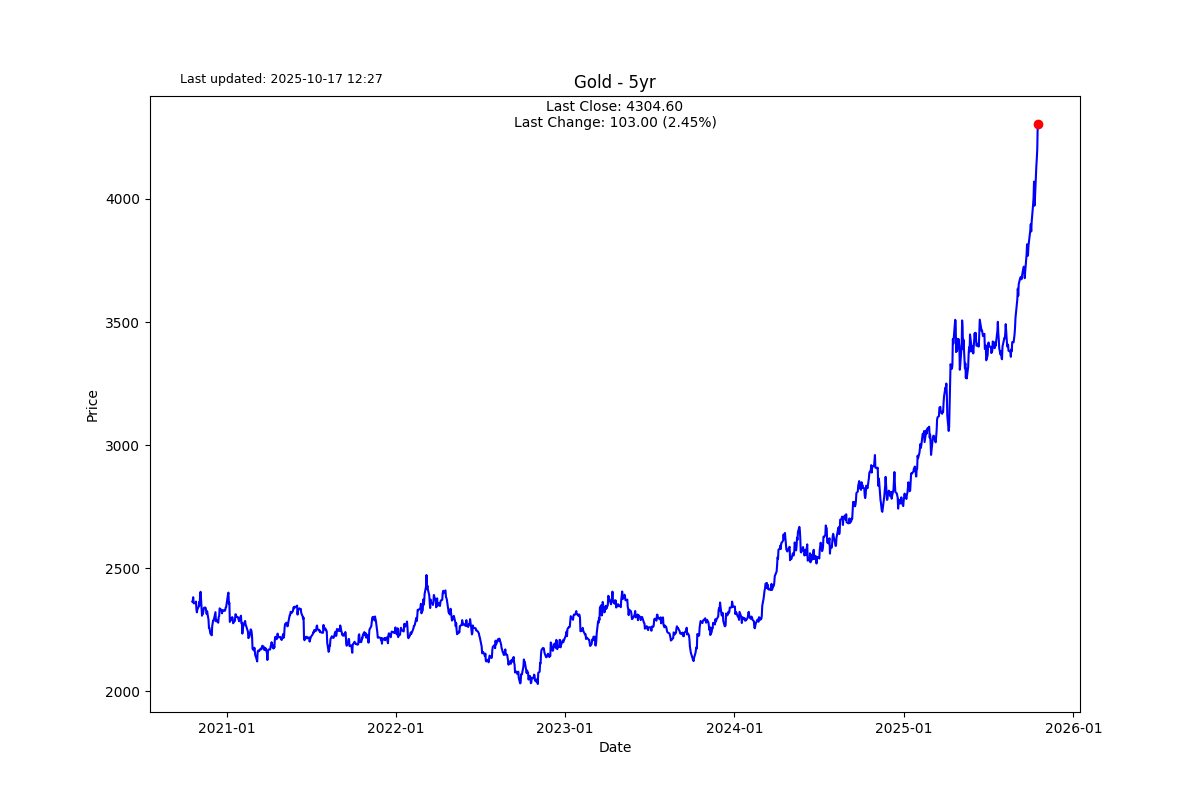 Last updated: 2025-10-17 12:27
Gold - 5yr
Last Close: 4304.60
Last Change: 103.00 (2.45%)
4000
3500
3000
2500
2000
Price
2021-01
2022-01
2023-01
2024-01
2025-01
2026-01
Date